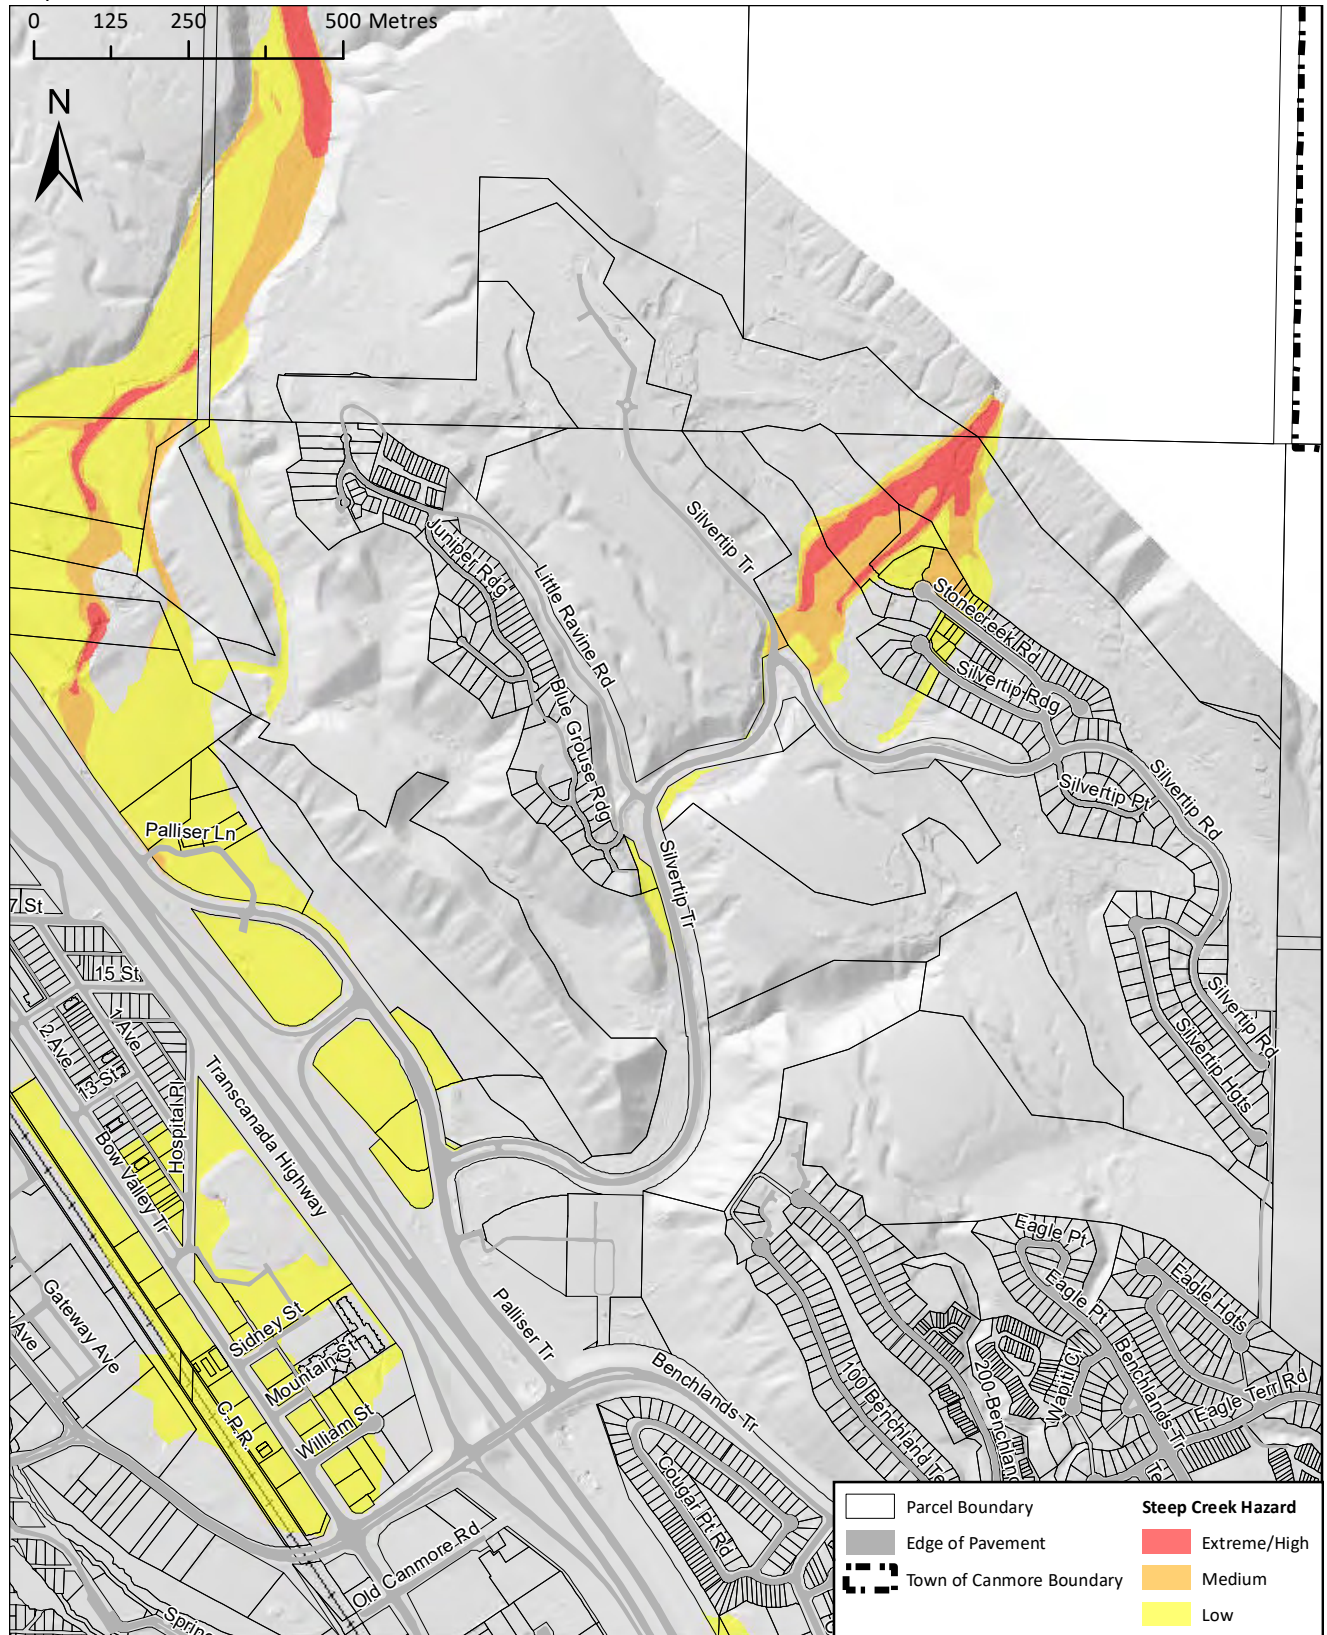 0 125 250 500 Metres
N
Silvertip Tr
Juniper Rdg
Little Ravine Rd
Stonecreek Rd
Silvertip Rdg
Blue Grouse Rdg
Silvertip Rd
Silvertip Pt
Palliser Ln
Silvertip Tr
7 St
15 St
1 Ave
2 Ave
13 St
Hospital Pl
Transcanada Highway
Bow Valley Tr
Silvertip Rd
Silvertip Hgts
Eagle Pt
Eagle Pt
Eagle Hgts
Gateway Ave
Ave
Sidney St
Mountain St
William St
C.P.R.
Palliser Tr
Benchlands Tr
100 Benchland Te
200 Benchland
Wapiti Cl
Benchlands Tr
Eagle Terr Rd
Te
Cougar Pt Rd
Old Canmore Rd
Spring
Parcel Boundary
Edge of Pavement
Town of Canmore Boundary
Steep Creek Hazard
Extreme/High
Medium
Low